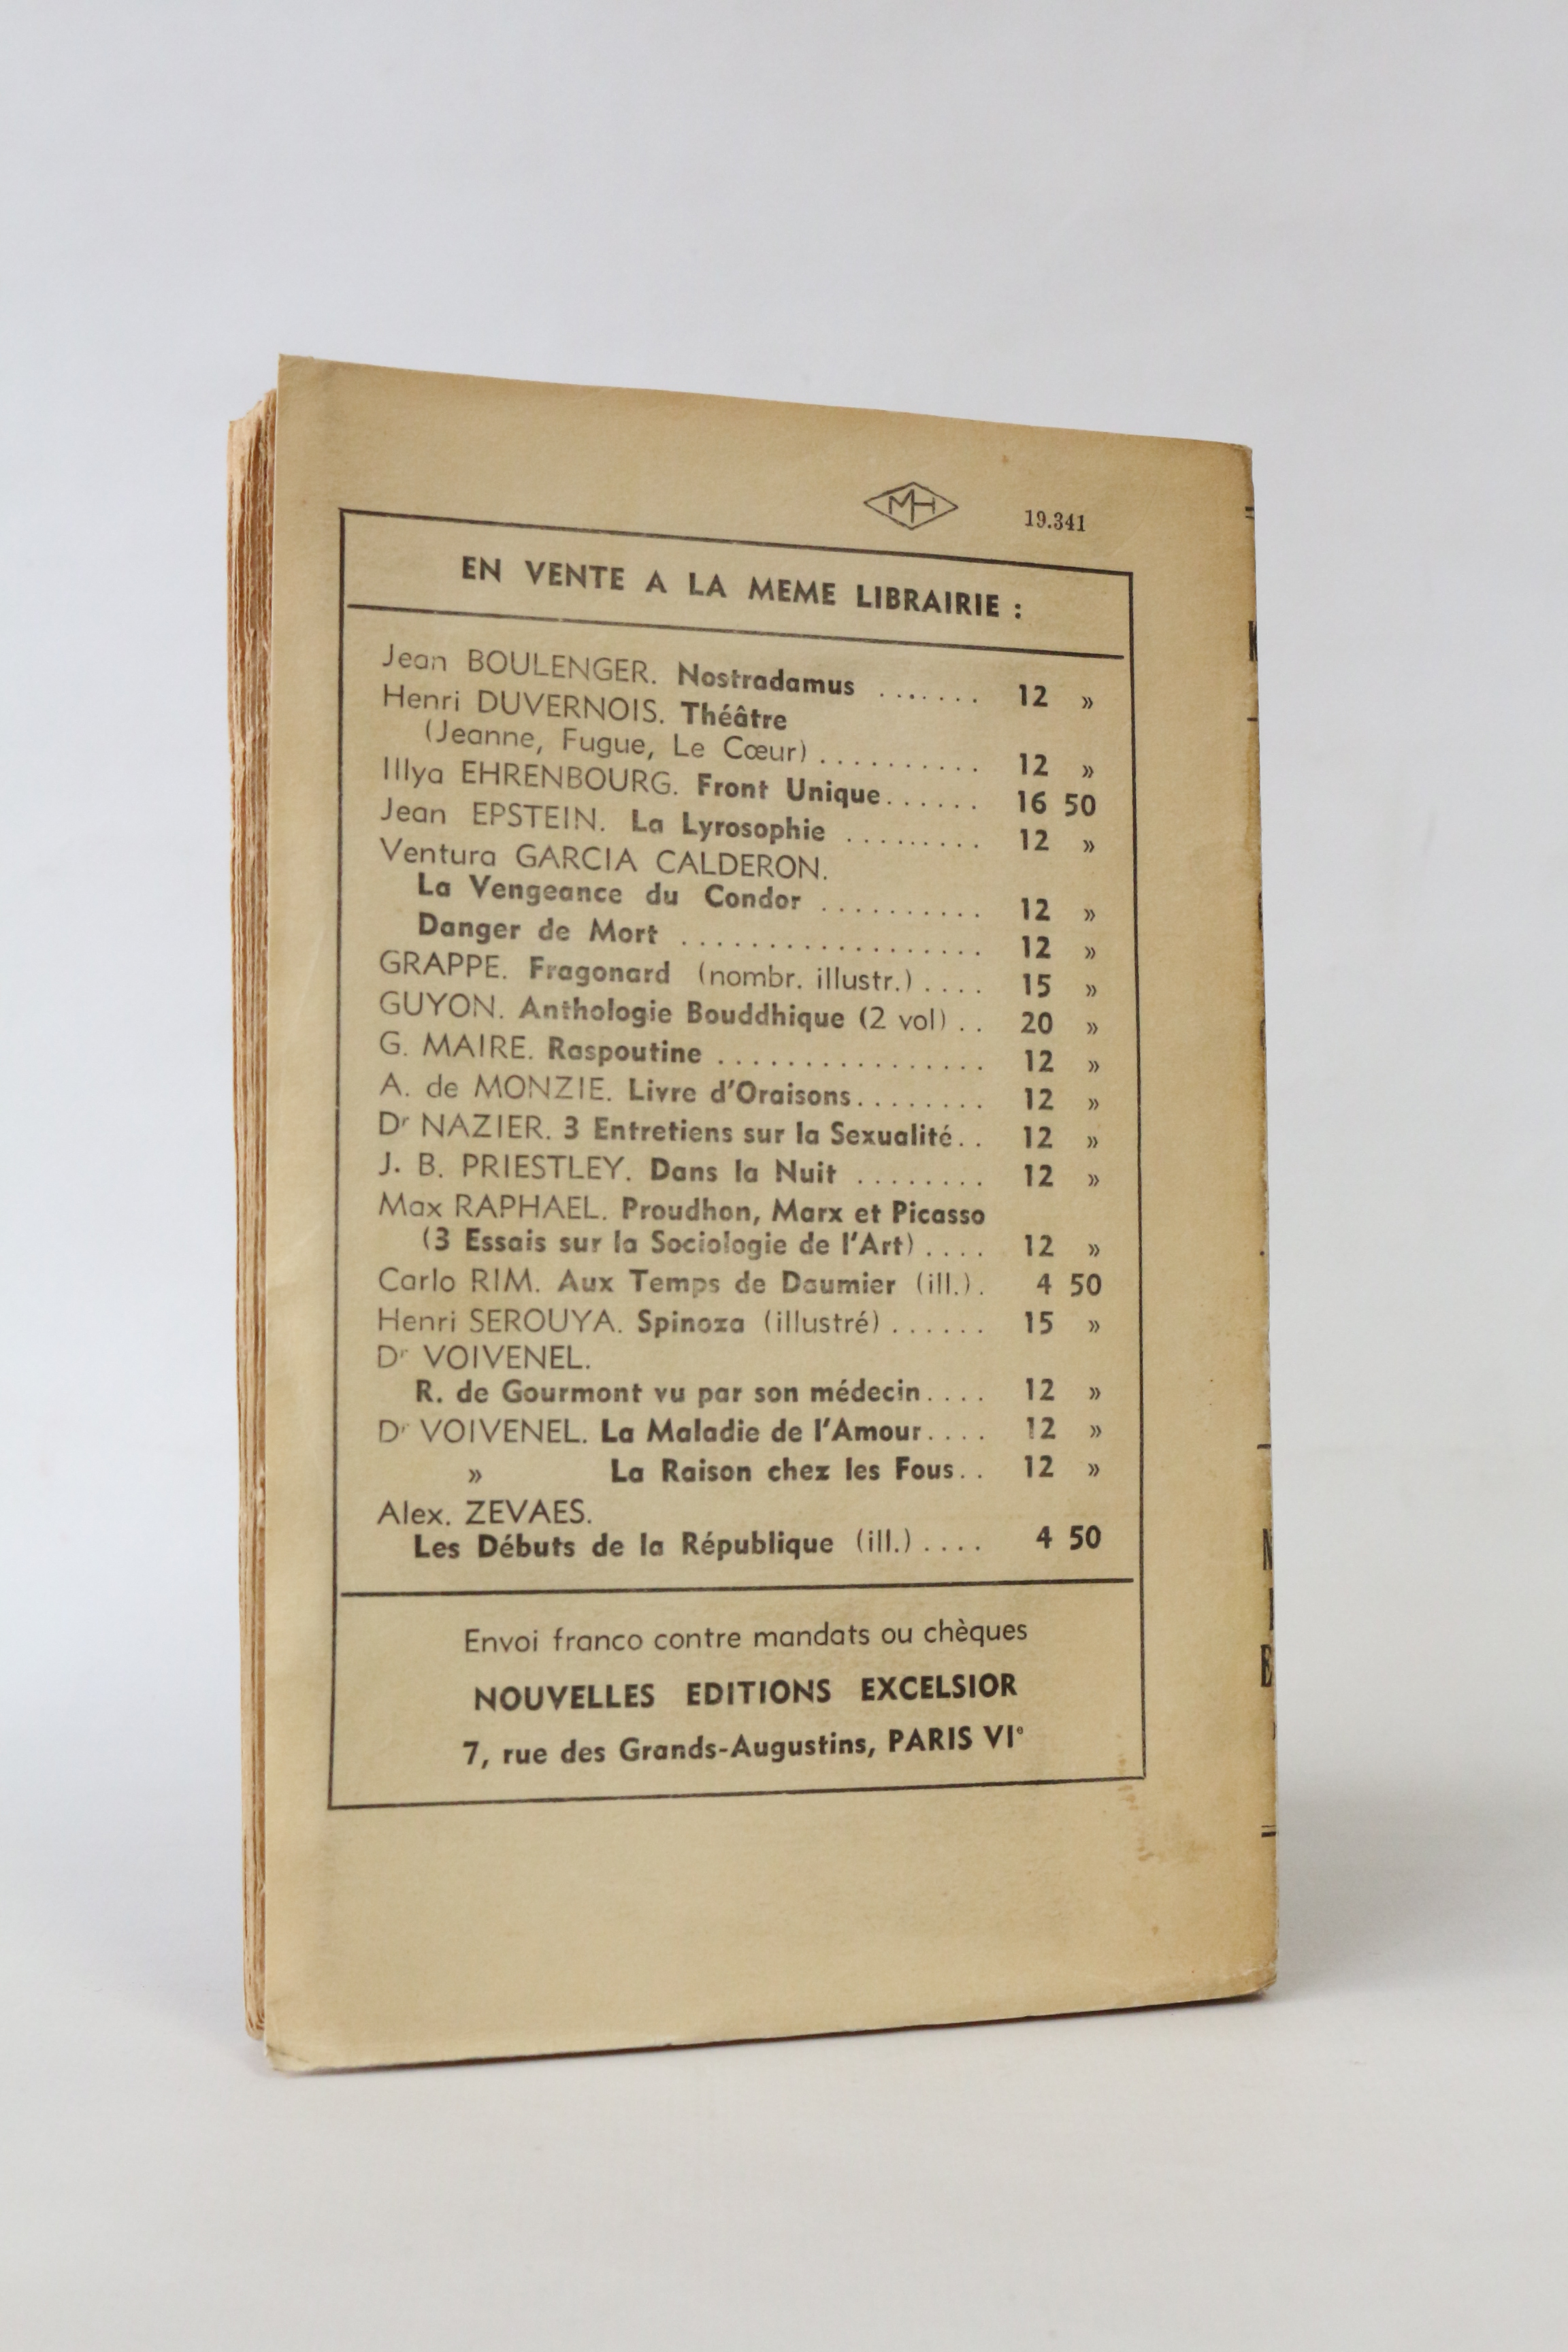 MH 19.341
EN VENTE A LA MEME LIBRAIRIE :
Jean BOULENGER. Nostradamus ....... 12 »
Henri DUVERNOIS. Théâtre
(Jeanne, Fugue, Le Cœur) .......... 12 »
Illya EHRENBOURG. Front Unique...... 16 50
Jean EPSTEIN. La Lyrosophie ......... 12 »
Ventura GARCIA CALDERON.
La Vengeance du Condor .......... 12 »
Danger de Mort .................. 12 »
GRAPPE. Fragonard (nombr. illustr.) .... 15 »
GUYON. Anthologie Bouddhique (2 vol) .. 20 »
G. MAIRE. Raspoutine ................ 12 »
A. de MONZIE. Livre d'Oraisons........ 12 »
Dr NAZIER. 3 Entretiens sur la Sexualité.. 12 »
J. B. PRIESTLEY. Dans la Nuit ........ 12 »
Max RAPHAEL. Proudhon, Marx et Picasso
(3 Essais sur la Sociologie de l'Art) .... 12 »
Carlo RIM. Aux Temps de Daumier (ill.). 4 50
Henri SEROUYA. Spinoza (illustré) ...... 15 »
Dr VOIVENEL.
R. de Gourmont vu par son médecin.... 12 »
Dr VOIVENEL. La Maladie de l'Amour.... 12 »
» La Raison chez les Fous.. 12 »
Alex. ZEVAES.
Les Débuts de la République (ill.) .... 4 50
Envoi franco contre mandats ou chèques
NOUVELLES EDITIONS EXCELSIOR
7, rue des Grands-Augustins, PARIS VIe